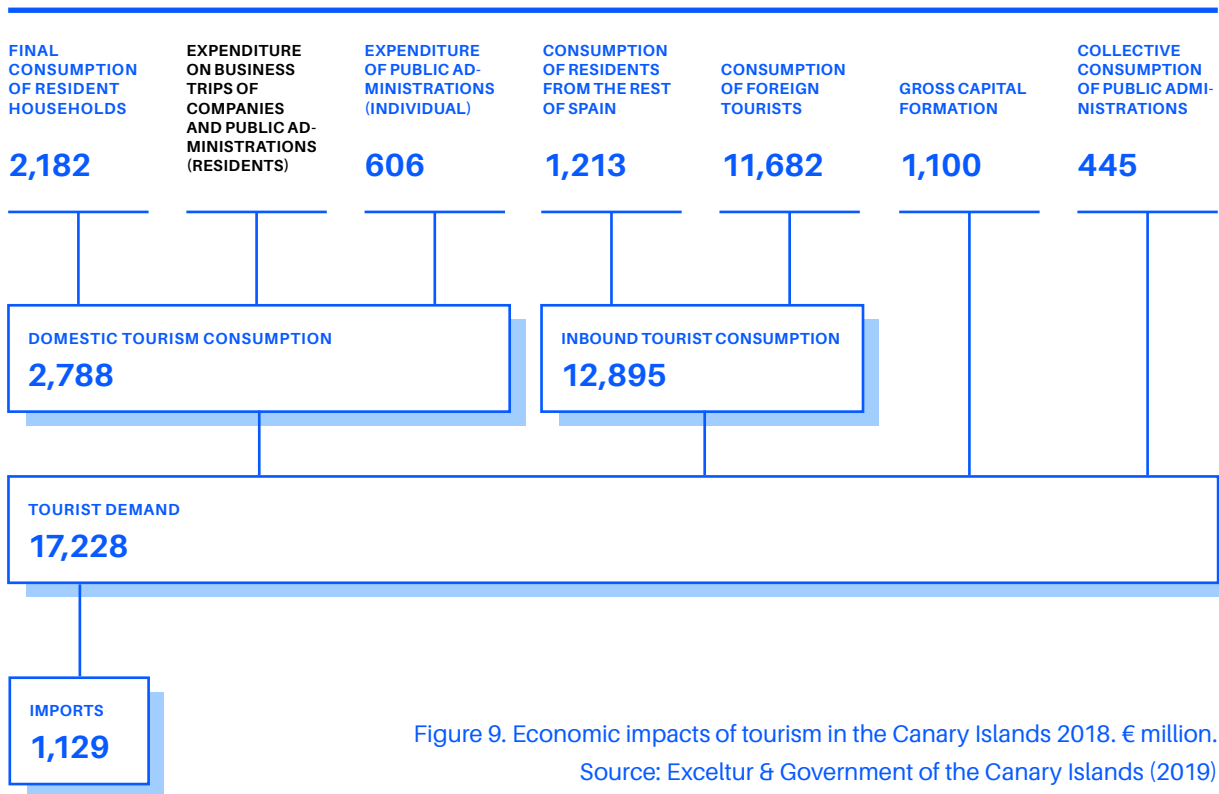 FINAL
CONSUMPTION
OF RESIDENT
HOUSEHOLDS
2,182
EXPENDITURE
ON BUSINESS
TRIPS OF
COMPANIES
AND PUBLIC AD-
MINISTRATIONS
(RESIDENTS)
EXPENDITURE
OF PUBLIC AD-
MINISTRATIONS
(INDIVIDUAL)
606
CONSUMPTION
OF RESIDENTS
FROM THE REST
OF SPAIN
1,213
CONSUMPTION
OF FOREIGN
TOURISTS
11,682
GROSS CAPITAL
FORMATION
1,100
COLLECTIVE
CONSUMPTION
OF PUBLIC ADMI-
NISTRATIONS
445
DOMESTIC TOURISM CONSUMPTION
2,788
INBOUND TOURIST CONSUMPTION
12,895
TOURIST DEMAND
17,228
IMPORTS
1,129
Figure 9. Economic impacts of tourism in the Canary Islands 2018. € million.
Source: Exceltur & Government of the Canary Islands (2019)